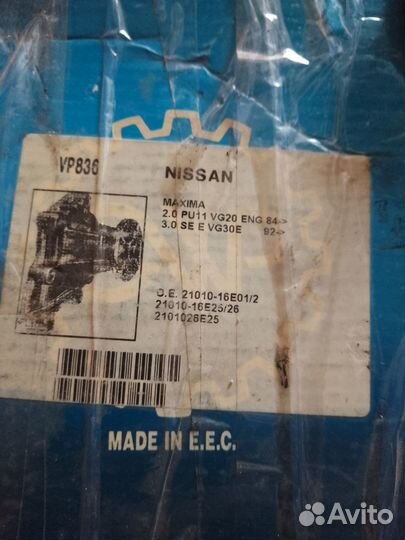 VP836
NISSAN
MAXIMA
2.0 PU11 VG20 ENG 84->
3.0 SE E VG30E 92->
O.E. 21010-16E01/2
21010-16E25/26
2101026E25
MADE IN E.E.C.
Avito